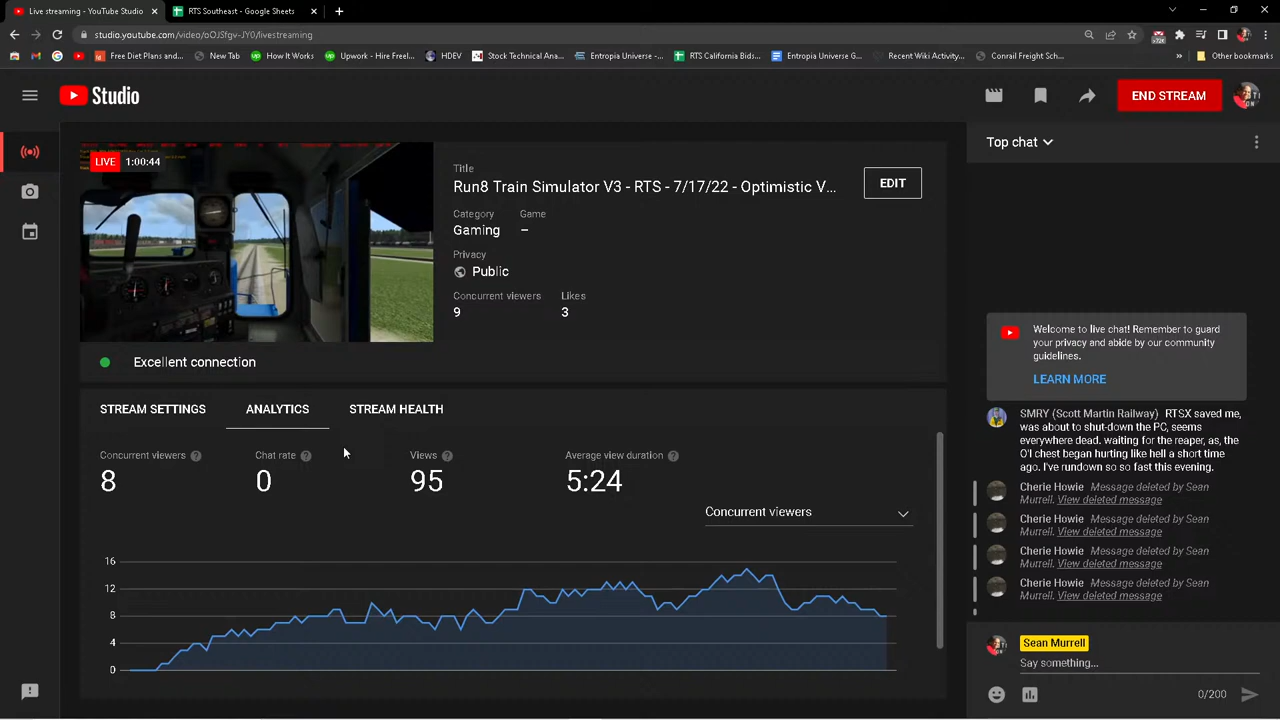 Live streaming - YouTube Studio
RTS Southeast - Google Sheets
studio.youtube.com/video/oOJSfgv-JY0/livestreaming
Free Diet Plans and...
New Tab
How It Works
Upwork - Hire Freel...
HDEV
Stock Technical Ana...
Entropia Universe -...
RTS California Bids...
Entropia Universe G...
Recent Wiki Activity...
Conrail Freight Sch...
Other bookmarks
Studio
END STREAM
LIVE 1:00:44
Title
Run8 Train Simulator V3 - RTS - 7/17/22 - Optimistic V...
EDIT
Category Game
Gaming –
Privacy
Public
Concurrent viewers Likes
9 3
Excellent connection
STREAM SETTINGS ANALYTICS STREAM HEALTH
Concurrent viewers Chat rate Views Average view duration
8 0 95 5:24
Concurrent viewers
16
12
8
4
0
Top chat
Welcome to live chat! Remember to guard
your privacy and abide by our community
guidelines.
LEARN MORE
SMRY (Scott Martin Railway) RTSX saved me,
was about to shut-down the PC, seems
everywhere dead. waiting for the reaper, as, the
O'l chest began hurting like hell a short time
ago. I've rundown so so fast this evening.
Cherie Howie Message deleted by Sean
Murrell. View deleted message
Cherie Howie Message deleted by Sean
Murrell. View deleted message
Cherie Howie Message deleted by Sean
Murrell. View deleted message
Cherie Howie Message deleted by Sean
Murrell. View deleted message
Sean Murrell
Say something...
0/200